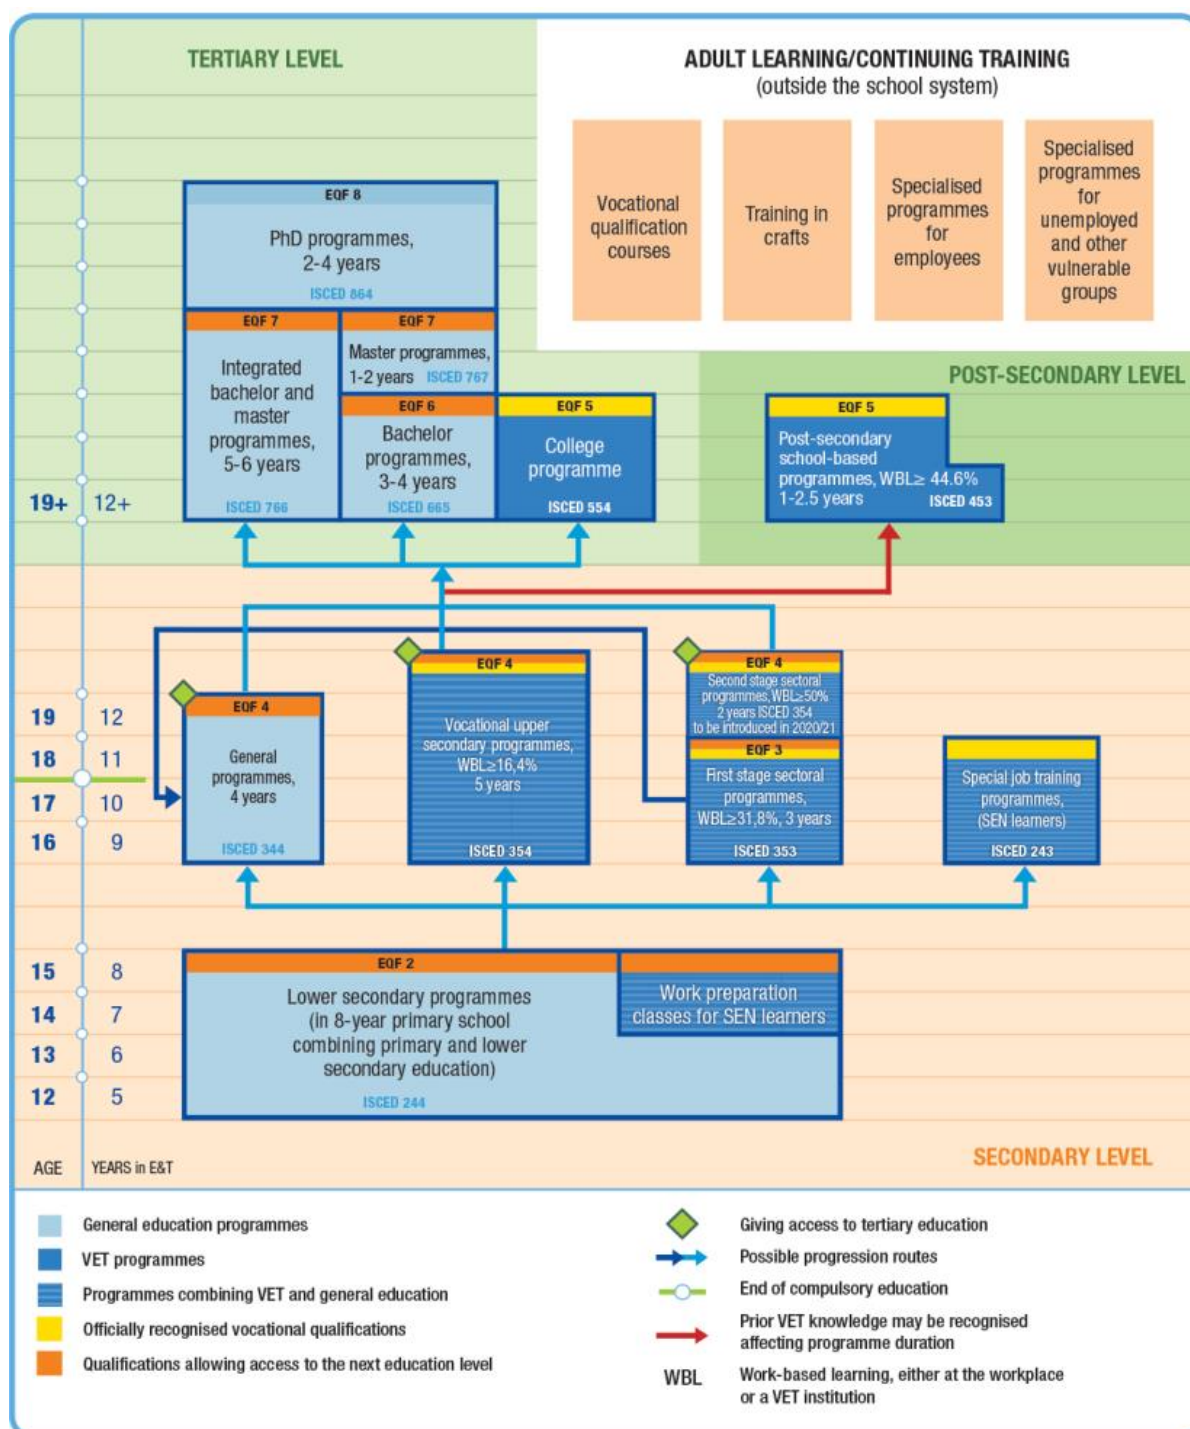 TERTIARY LEVEL
ADULT LEARNING/CONTINUING TRAINING
(outside the school system)
Vocational
qualification
courses
Training in
crafts
Specialised
programmes
for
employees
Specialised
programmes
for
unemployed
and other
vulnerable
groups
EQF 8
PhD programmes,
2-4 years
ISCED 864
EQF 7
Integrated
bachelor and
master
programmes,
5-6 years
ISCED 766
EQF 7
Master programmes,
1-2 years ISCED 767
EQF 6
Bachelor
programmes,
3-4 years
ISCED 665
EQF 5
College
programme
ISCED 554
POST-SECONDARY LEVEL
EQF 5
Post-secondary
school-based
programmes, WBL≥ 44.6%
1-2.5 years ISCED 453
19+ 12+
EQF 4
General
programmes,
4 years
ISCED 344
EQF 4
Vocational upper
secondary programmes,
WBL≥16,4%
5 years
ISCED 354
EQF 4
Second stage sectoral
programmes, WBL≥50%
2 years ISCED 354
to be introduced in 2020/21
EQF 3
First stage sectoral
programmes,
WBL≥31,8%, 3 years
ISCED 353
Special job training
programmes,
(SEN learners)
ISCED 243
19 12
18 11
17 10
16 9
EQF 2
Lower secondary programmes
(in 8-year primary school
combining primary and lower
secondary education)
ISCED 244
Work preparation
classes for SEN learners
15 8
14 7
13 6
12 5
AGE YEARS in E&T
SECONDARY LEVEL
General education programmes
VET programmes
Programmes combining VET and general education
Officially recognised vocational qualifications
Qualifications allowing access to the next education level
Giving access to tertiary education
Possible progression routes
End of compulsory education
Prior VET knowledge may be recognised
affecting programme duration
WBL Work-based learning, either at the workplace
or a VET institution